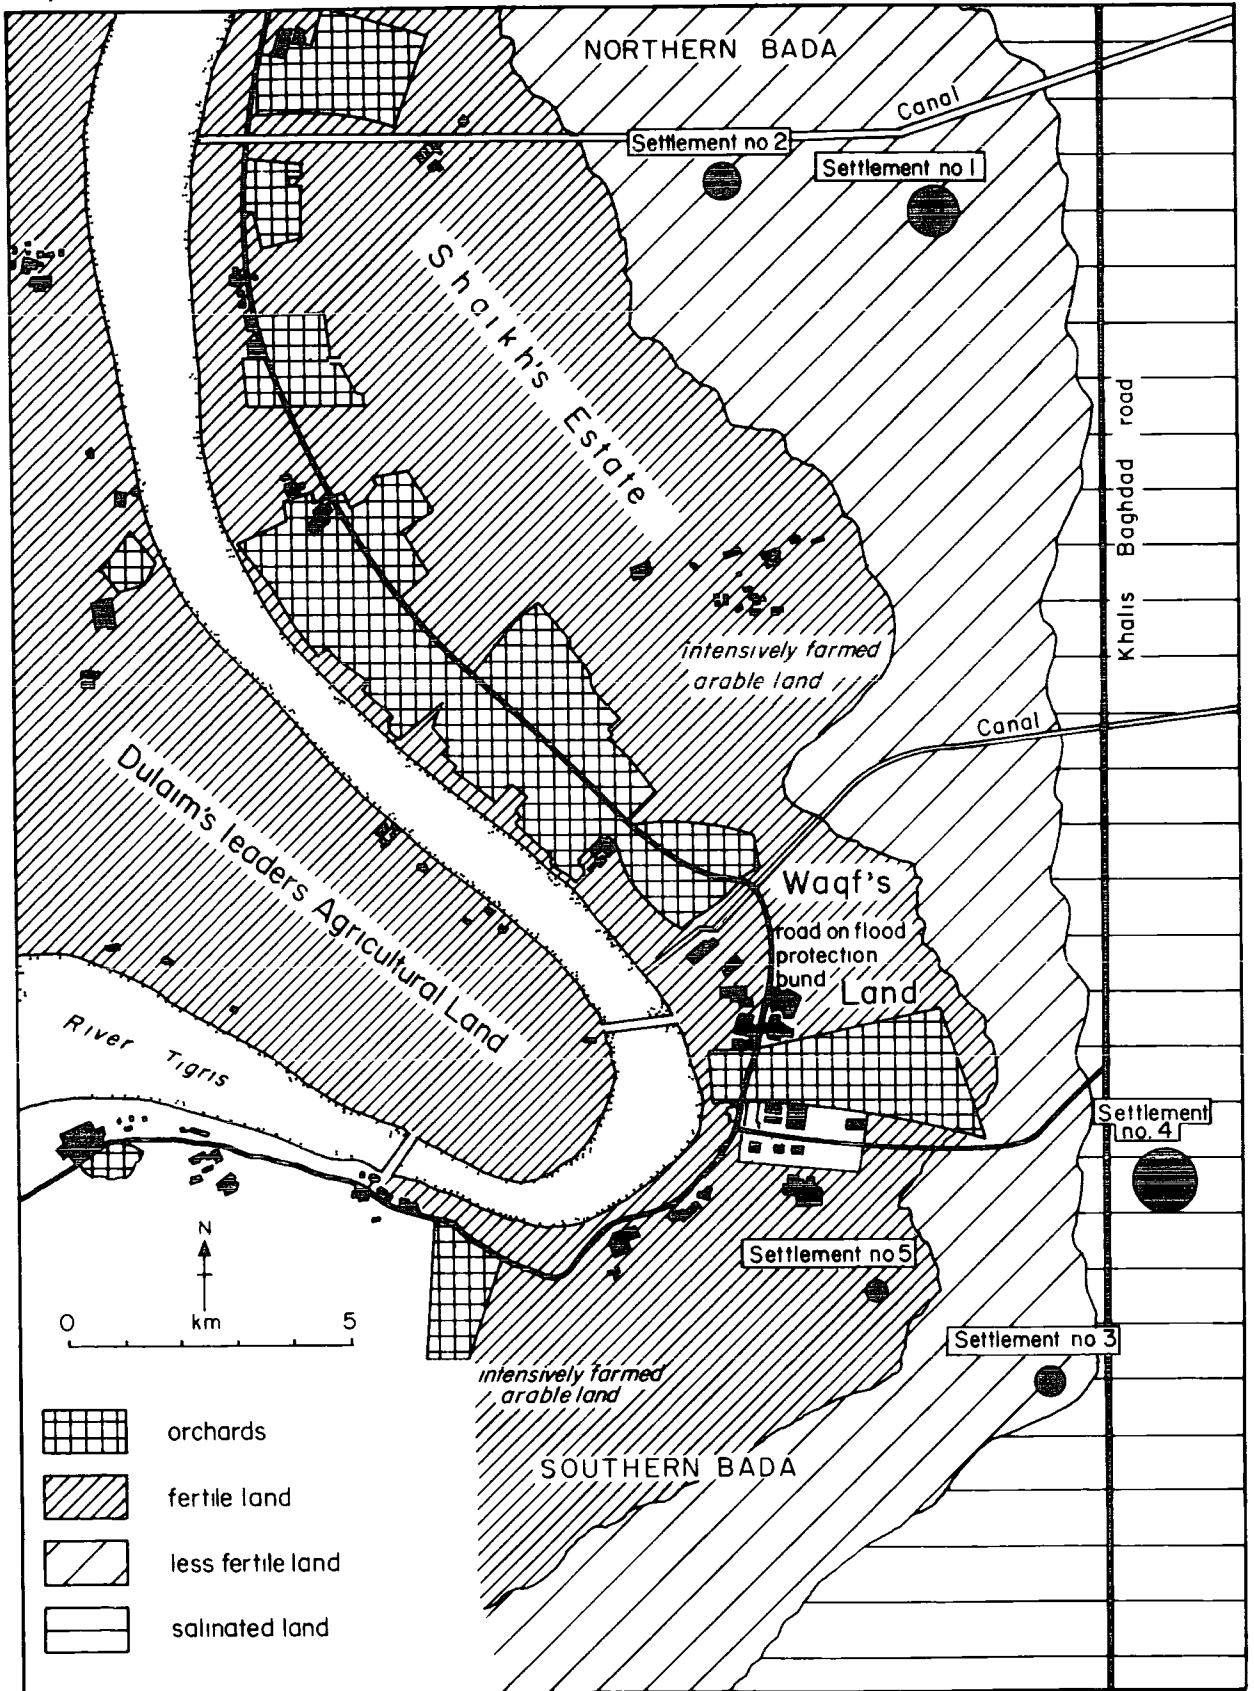 NORTHERN BADA
Canal
Settlement no 2
Settlement no 1
Shaikh's Estate
Khalis Baghdad road
intensively farmed
arable land
Canal
Dulaim's leaders Agricultural Land
Waqf's
road on flood
protection
bund
Land
River Tigris
Settlement
no. 4
N
Settlement no 5
0 km 5
Settlement no 3
intensively farmed
arable land
orchards
SOUTHERN BADA
fertile land
less fertile land
salinated land